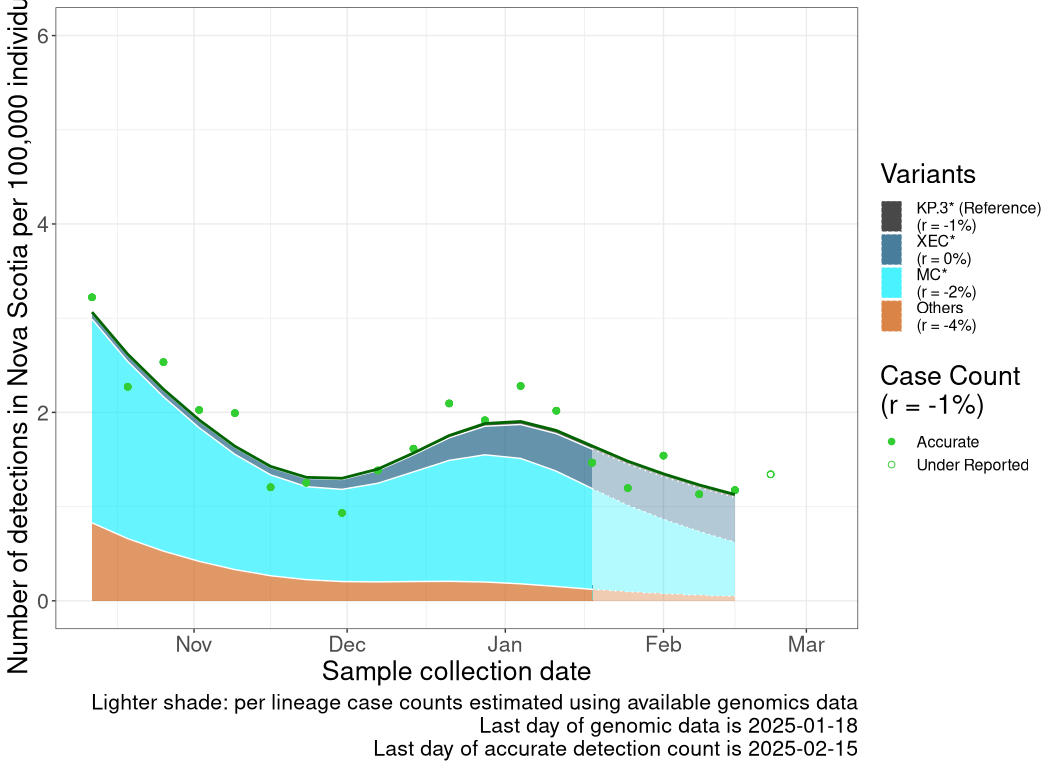 Number of detections in Nova Scotia per 100,000 individu
6
4
2
0
Nov
Dec
Jan
Feb
Mar
Sample collection date
Lighter shade: per lineage case counts estimated using available genomics data
Last day of genomic data is 2025-01-18
Last day of accurate detection count is 2025-02-15
Variants
KP.3* (Reference)
(r = -1%)
XEC*
(r = 0%)
MC*
(r = -2%)
Others
(r = -4%)
Case Count
(r = -1%)
Accurate
Under Reported